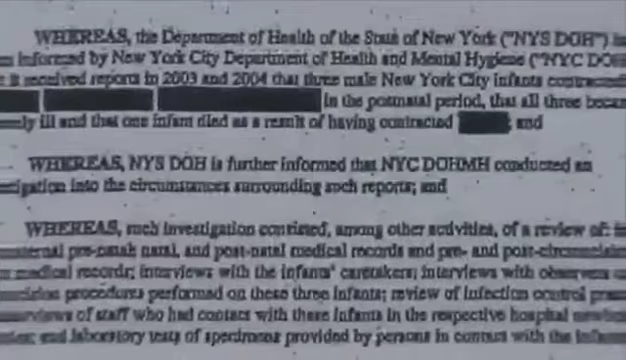 WHEREAS, the Department of Health of the State of New York ("NYS DOH")
informed by New York City Department of Health and Mental Hygiene ("NYC DOH
it received reports in 2003 and 2004 that three male New York City infants
in the postnatal period, that all three
ill and that one infant died as a result of having contracted ; and
WHEREAS, NYS DOH is further informed that NYC DOHMH conducted an
into the circumstances surrounding such reports; and
WHEREAS, such investigation consisted, among other activities, of a review of:
natal, and post-natal medical records and pre- and
medical records; interviews with the infants' caretakers; interviews with
procedures performed on these three infants; review of infection control
of staff who had contact with these infants in the respective hospital
and laboratory tests of specimens provided by persons in contact with the